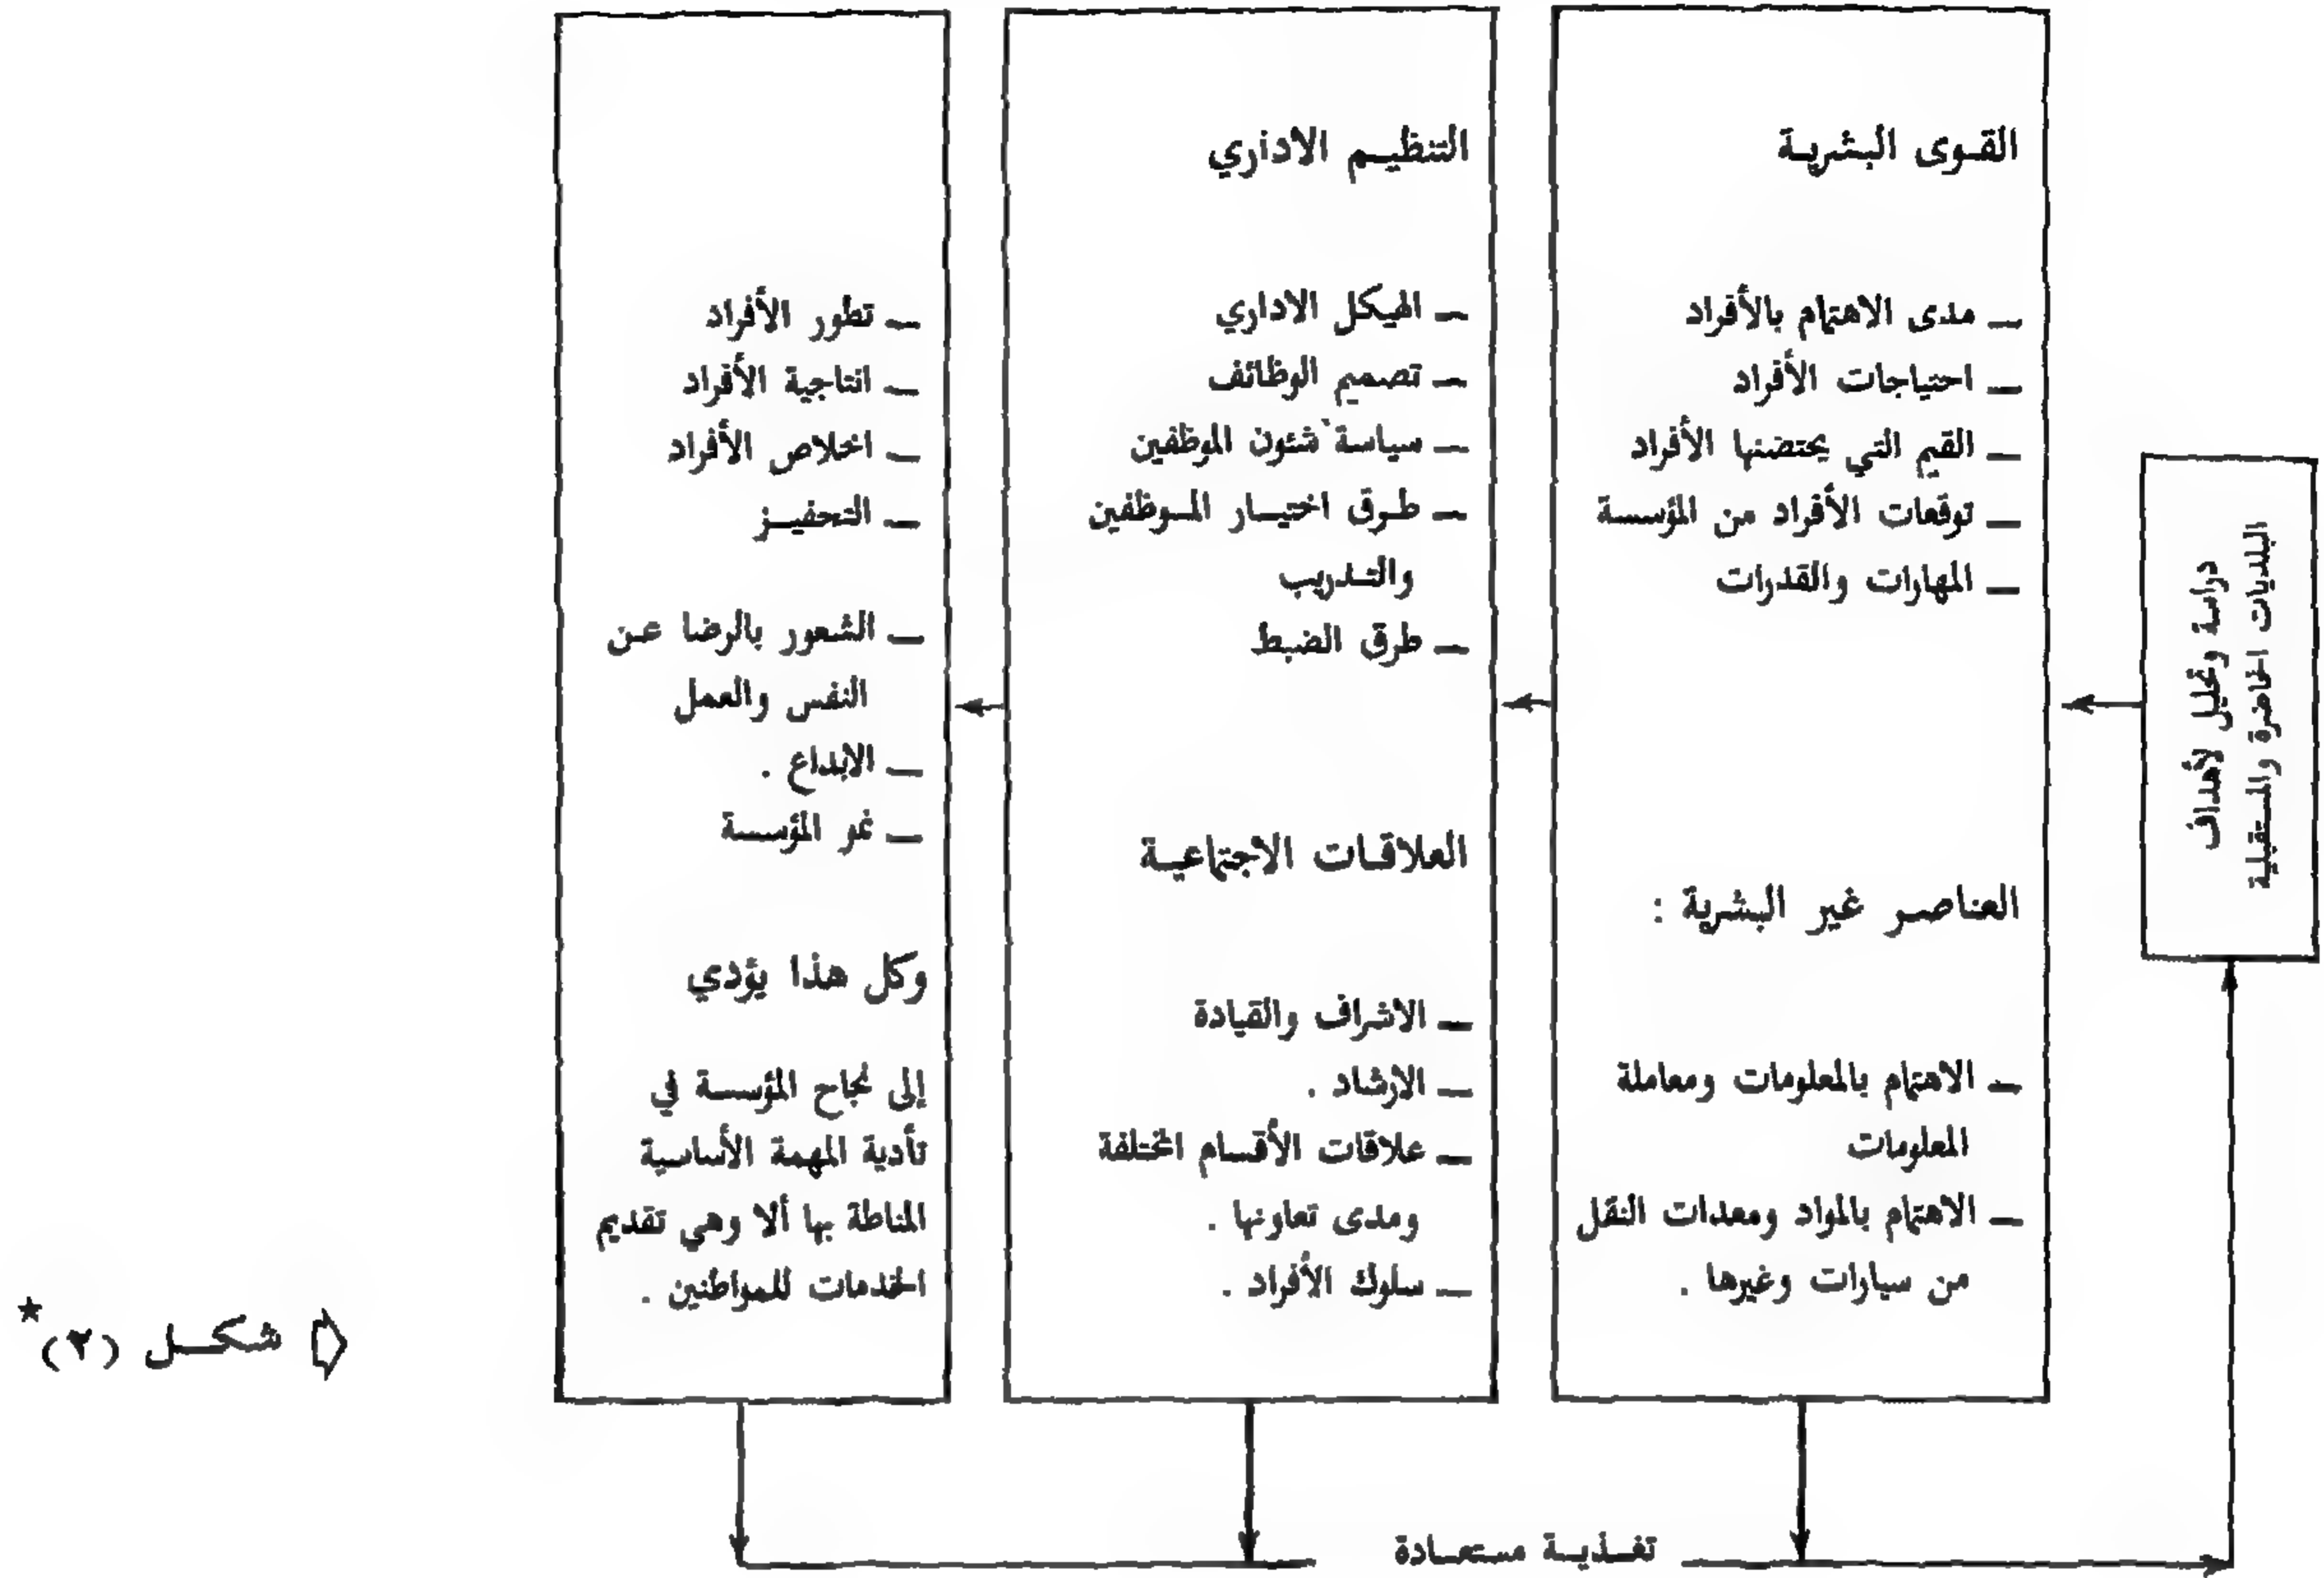 دراسة وتحليل لأهداف
البلديات الحاضرة والمستقبلية
القوى البشرية
— مدى الاهتمام بالأفراد
— احتياجات الأفراد
— القيم التي يحتضنها الأفراد
— توقعات الأفراد من المؤسسة
— المهارات والقدرات
العناصر غير البشرية :
— الاهتمام بالمعلومات ومعاملة
المعلومات
— الاهتمام بالمواد ومعدات النقل
من سيارات وغيرها .
التنظيم الاداري
— الهيكل الاداري
— تصميم الوظائف
— سياسة شئون الموظفين
— طرق اختيار الموظفين
والتدريب
— طرق الضبط
العلاقات الاجتماعية
— الاشراف والقيادة
— الارشاد .
— علاقات الأقسام المختلفة
ومدى تعاونها .
— سلوك الأفراد .
— تطور الأفراد
— انتاجية الأفراد
— اخلاص الأفراد
— التحفيز
— الشعور بالرضا عن
النفس والعمل
— الابداع .
— نمو المؤسسة
وكل هذا يؤدي
إلى نجاح المؤسسة في
تأدية المهمة الأساسية
المناطة بها ألا وهي تقديم
الخدمات للمواطنين .
تغذية مستعادة
شكل (٢)*